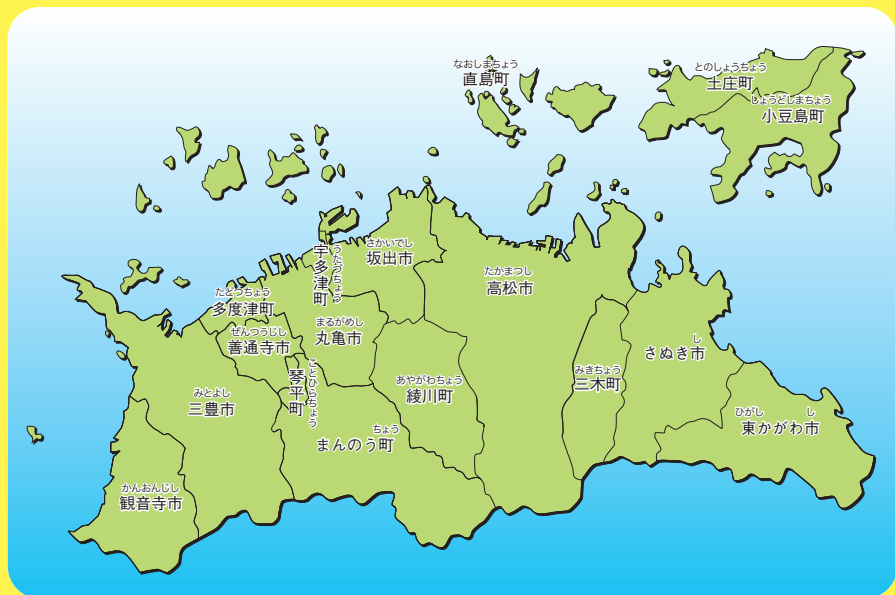 なおしまちょう
直島町
とのしょうちょう
土庄町
しょうどしまちょう
小豆島町
さかいでし
坂出市
うたづちょう
宇多津町
たかまつし
高松市
たどつちょう
多度津町
まるがめし
丸亀市
ぜんつうじし
善通寺市
ことひらちょう
琴平町
あやがわちょう
綾川町
みきちょう
三木町
し
さぬき市
みとよし
三豊市
ちょう
まんのう町
ひがし し
東かがわ市
かんおんじし
観音寺市